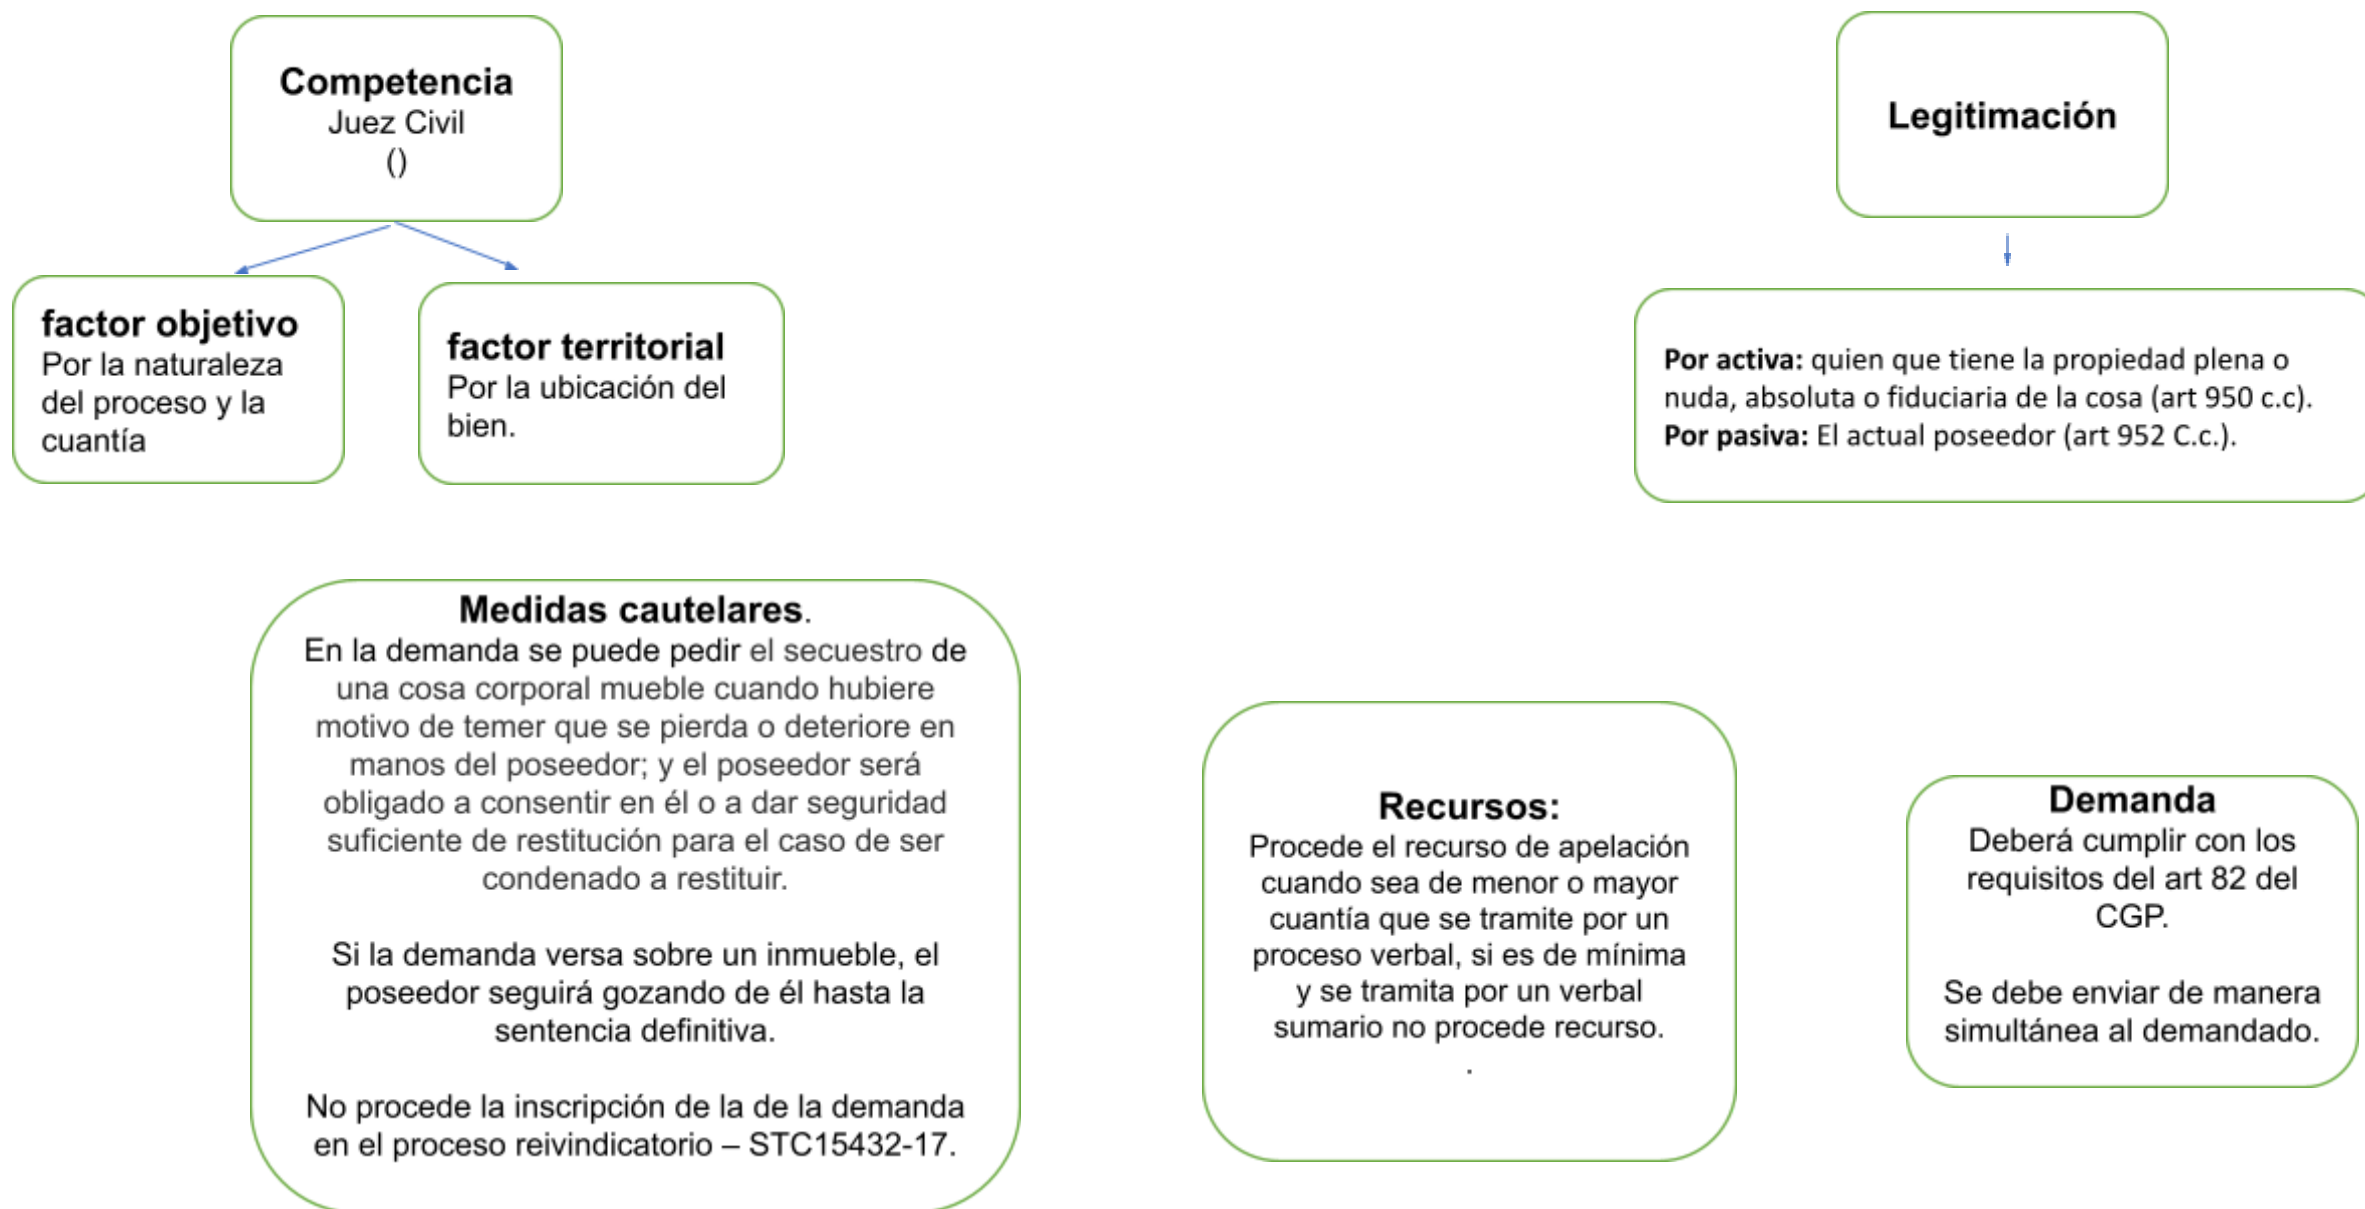 Competencia
Juez Civil
()
Legitimación
factor objetivo
Por la naturaleza
del proceso y la
cuantía
factor territorial
Por la ubicación del
bien.
Por activa: quien que tiene la propiedad plena o
nuda, absoluta o fiduciaria de la cosa (art 950 c.c).
Por pasiva: El actual poseedor (art 952 C.c.).
Medidas cautelares.
En la demanda se puede pedir el secuestro de
una cosa corporal mueble cuando hubiere
motivo de temer que se pierda o deteriore en
manos del poseedor; y el poseedor será
obligado a consentir en él o a dar seguridad
suficiente de restitución para el caso de ser
condenado a restituir.
Si la demanda versa sobre un inmueble, el
poseedor seguirá gozando de él hasta la
sentencia definitiva.
No procede la inscripción de la de la demanda
en el proceso reivindicatorio – STC15432-17.
Recursos:
Procede el recurso de apelación
cuando sea de menor o mayor
cuantía que se tramite por un
proceso verbal, si es de mínima
y se tramita por un verbal
sumario no procede recurso.
.
Demanda
Deberá cumplir con los
requisitos del art 82 del
CGP.
Se debe enviar de manera
simultánea al demandado.